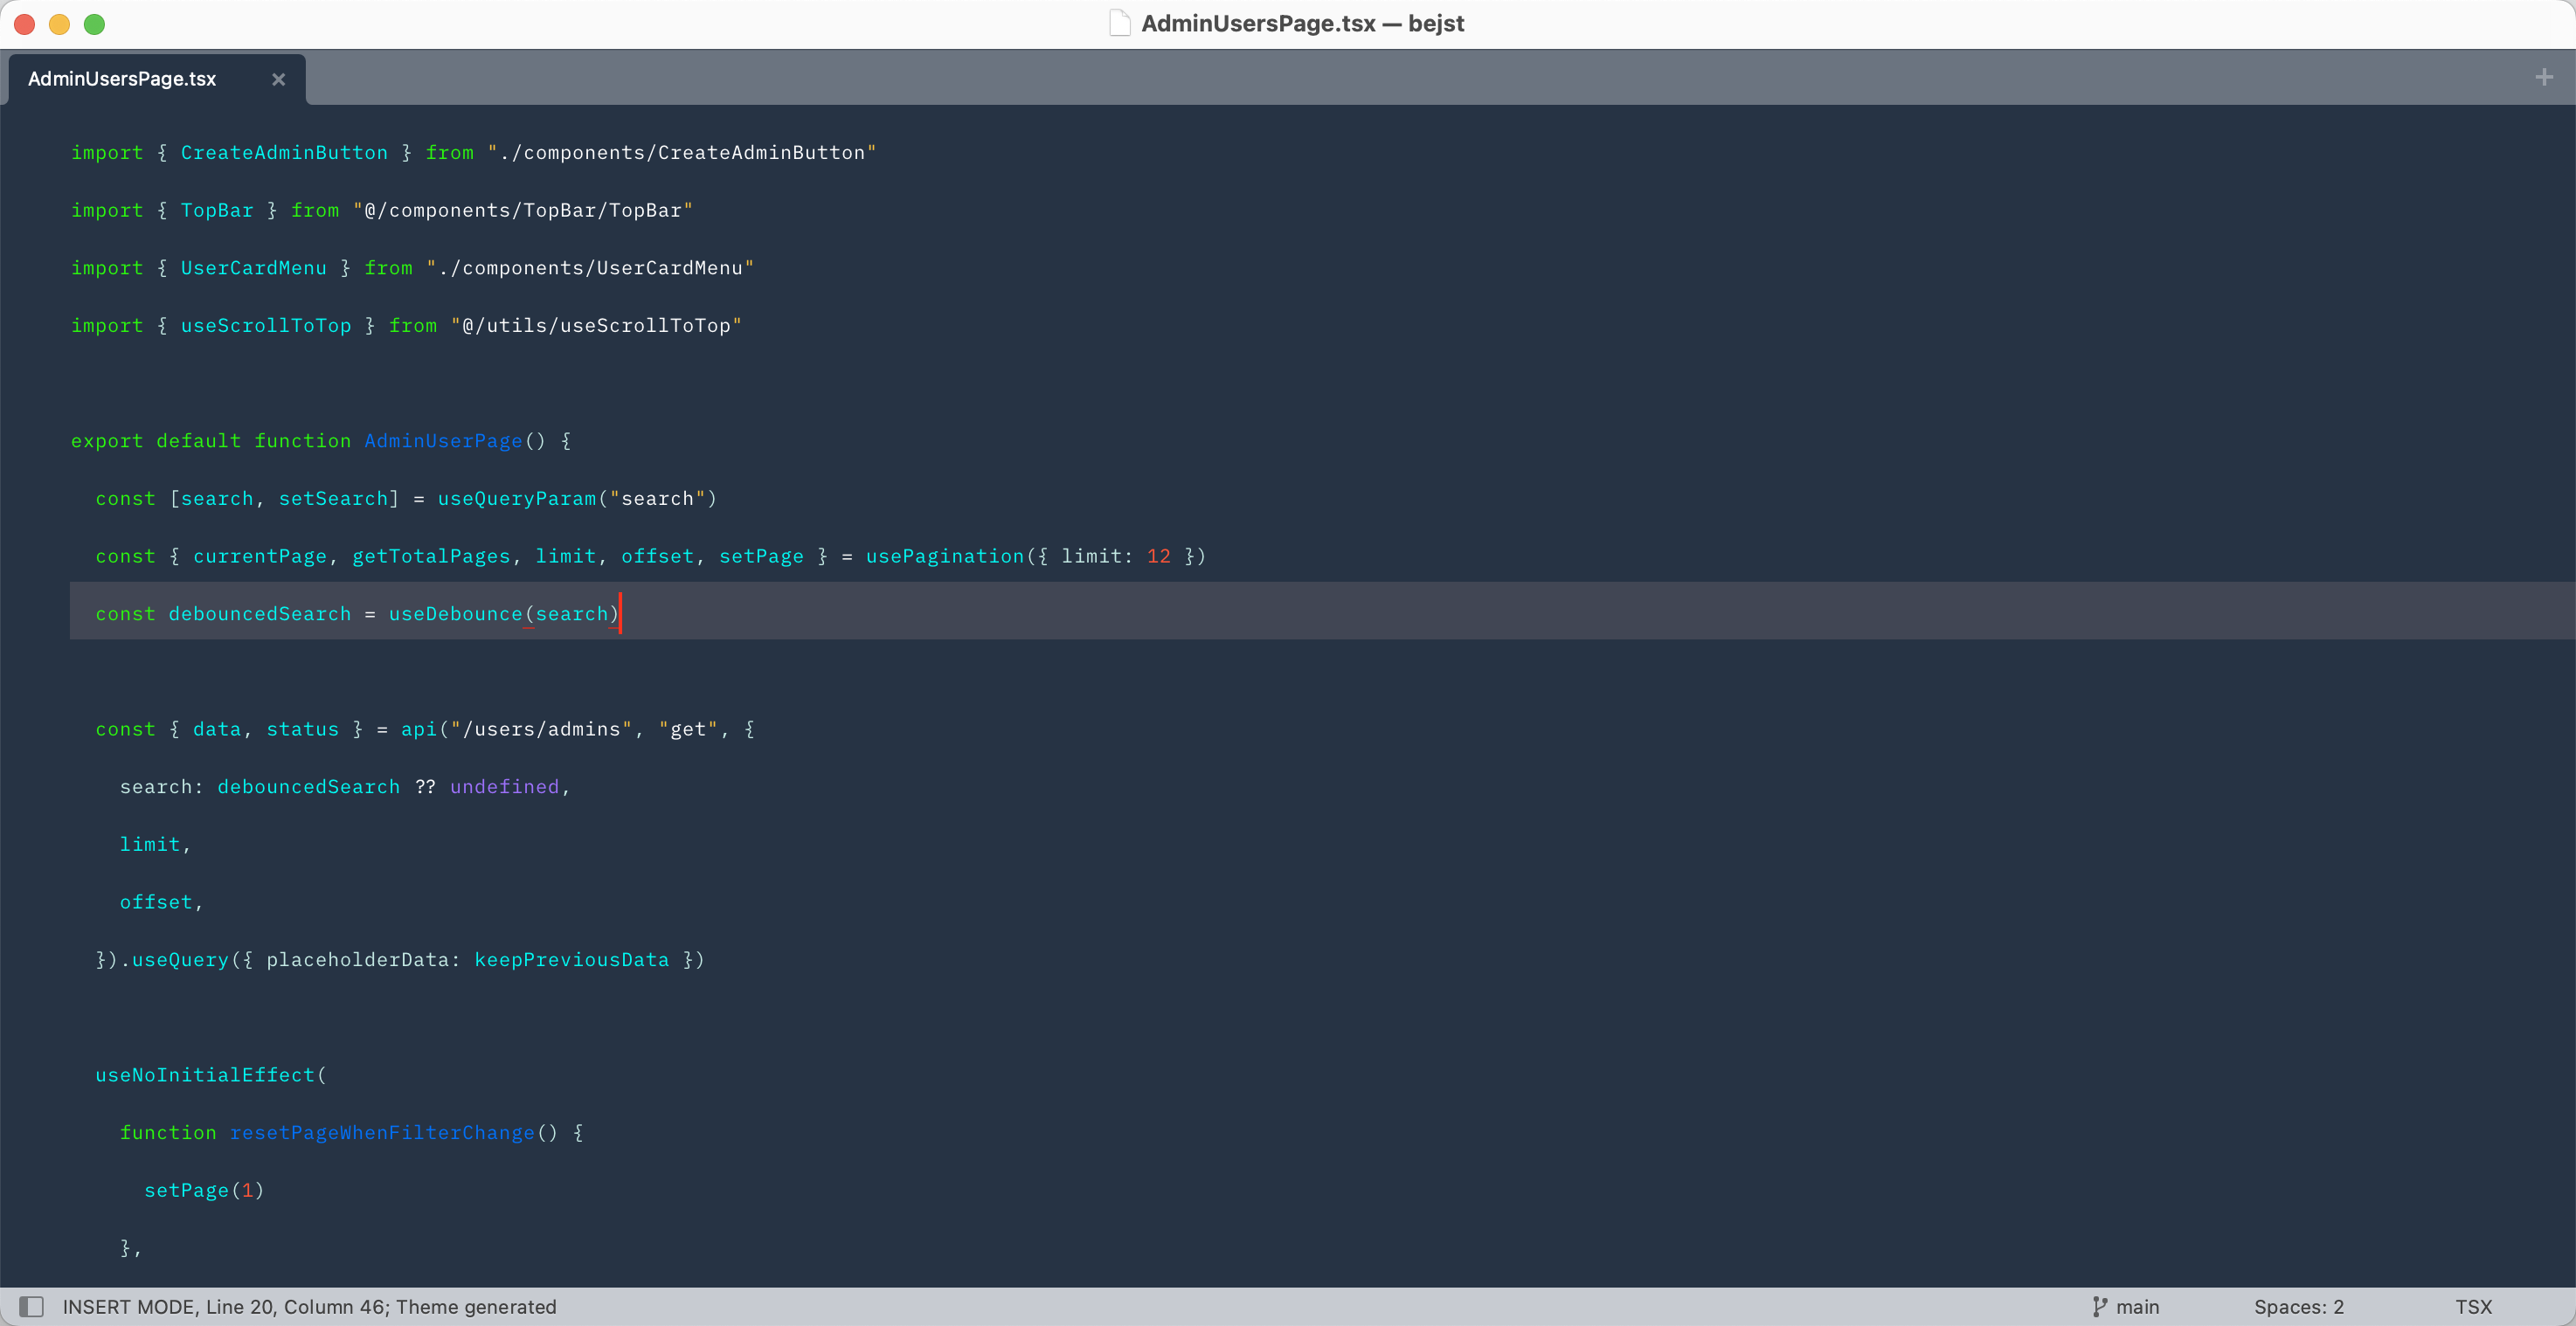 AdminUsersPage.tsx — bejst
AdminUsersPage.tsx
import { CreateAdminButton } from "./components/CreateAdminButton"
import { TopBar } from "@/components/TopBar/TopBar"
import { UserCardMenu } from "./components/UserCardMenu"
import { useScrollToTop } from "@/utils/useScrollToTop"
export default function AdminUserPage() {
const [search, setSearch] = useQueryParam("search")
const { currentPage, getTotalPages, limit, offset, setPage } = usePagination({ limit: 12 })
const debouncedSearch = useDebounce(search)
const { data, status } = api("/users/admins", "get", {
search: debouncedSearch ?? undefined,
limit,
offset,
}).useQuery({ placeholderData: keepPreviousData })
useNoInitialEffect(
function resetPageWhenFilterChange() {
setPage(1)
},
INSERT MODE, Line 20, Column 46; Theme generated
main
Spaces: 2
TSX